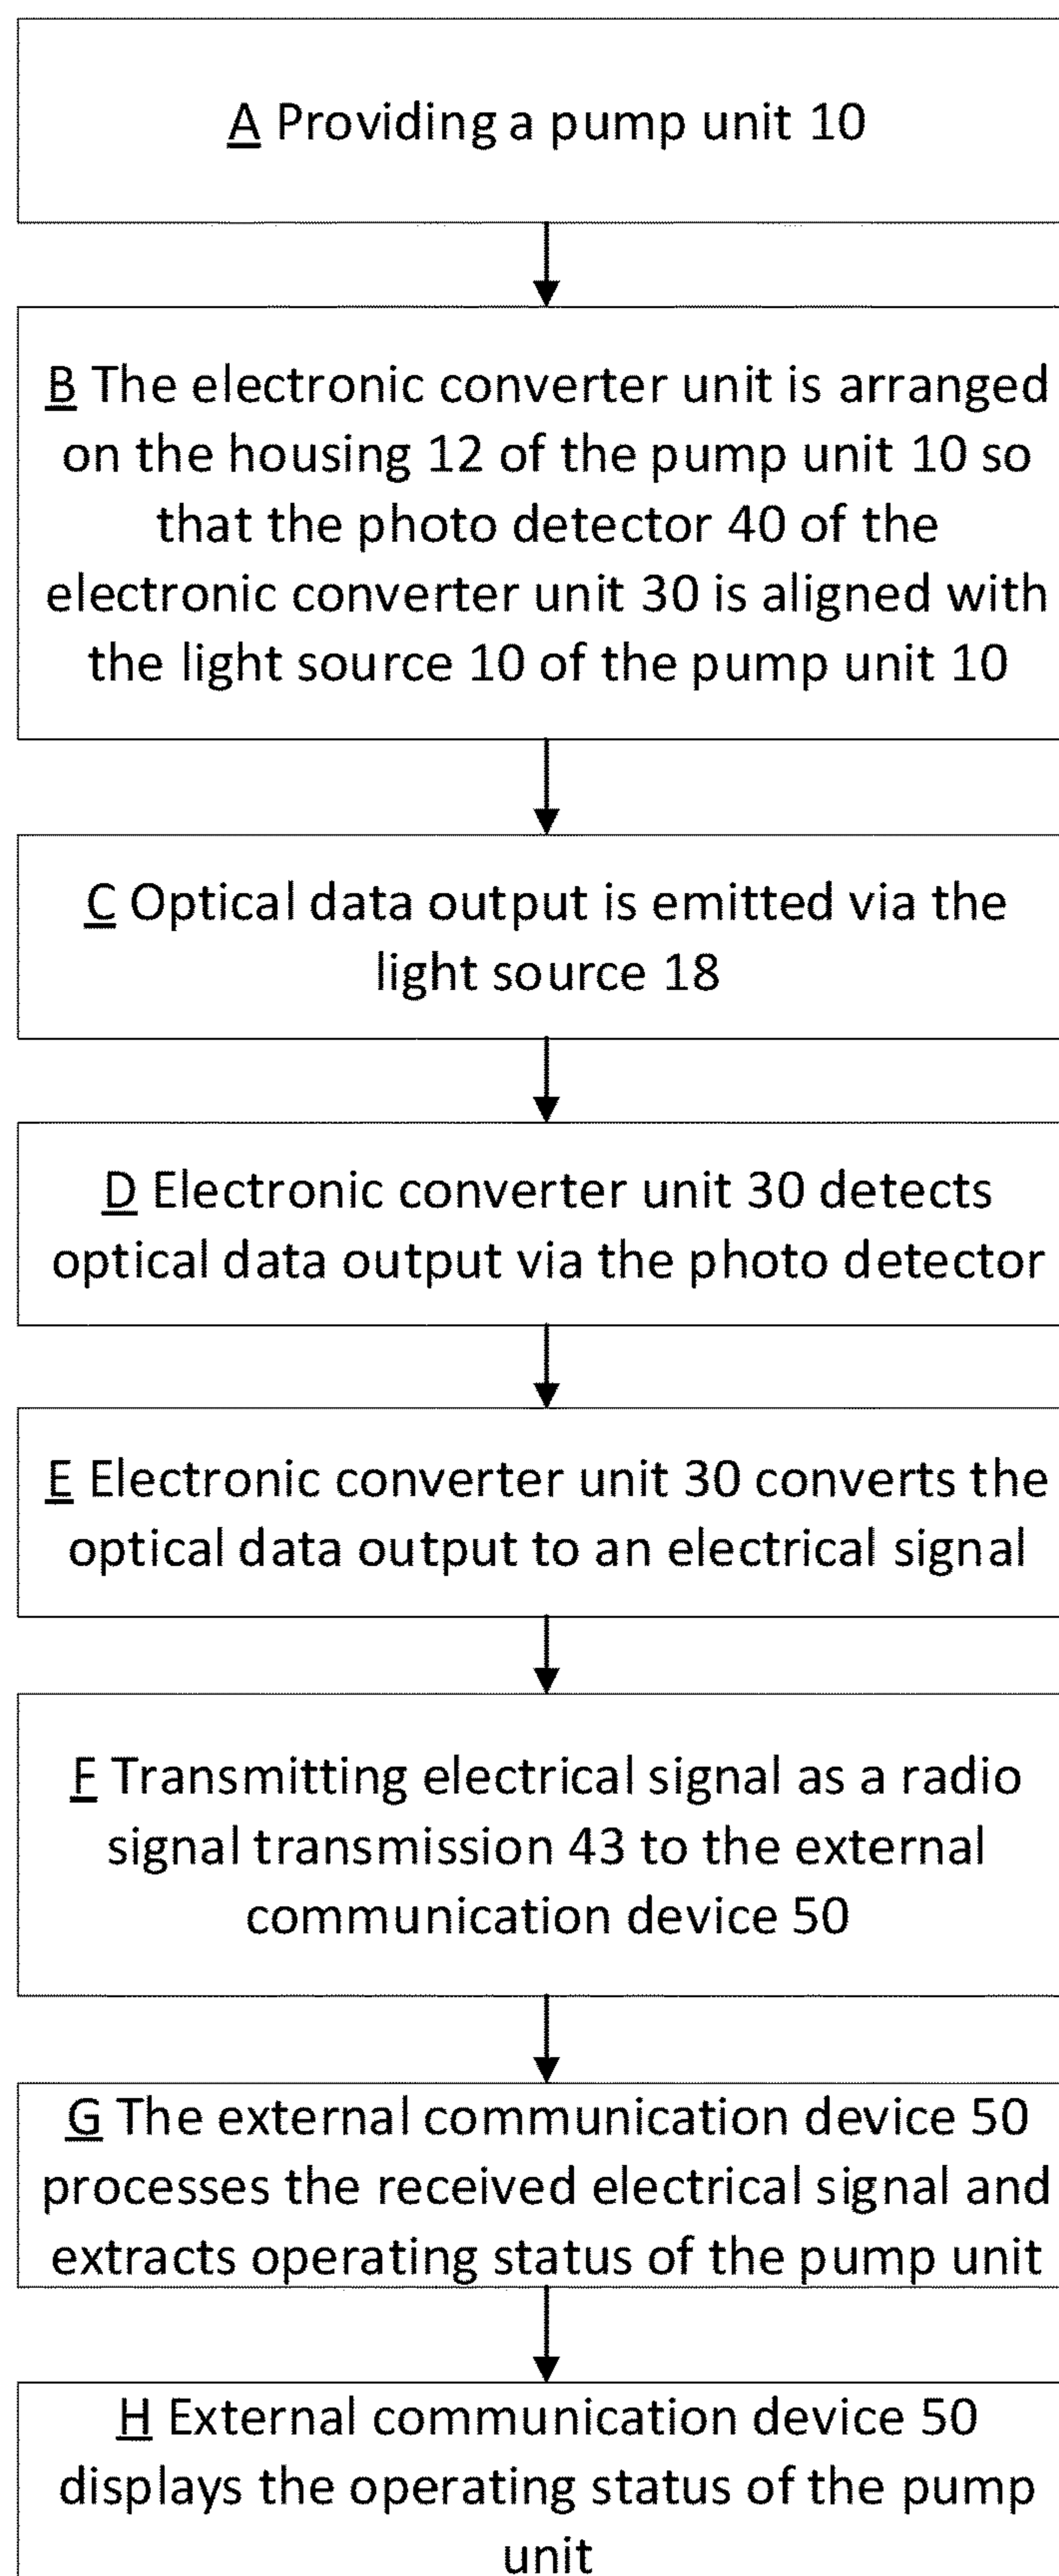 A Providing a pump unit 10
B The electronic converter unit is arranged
on the housing 12 of the pump unit 10 so
that the photo detector 40 of the
electronic converter unit 30 is aligned with
the light source 10 of the pump unit 10
C Optical data output is emitted via the
light source 18
D Electronic converter unit 30 detects
optical data output via the photo detector
E Electronic converter unit 30 converts the
optical data output to an electrical signal
F Transmitting electrical signal as a radio
signal transmission 43 to the external
communication device 50
G The external communication device 50
processes the received electrical signal and
extracts operating status of the pump unit
H External communication device 50
displays the operating status of the pump
unit